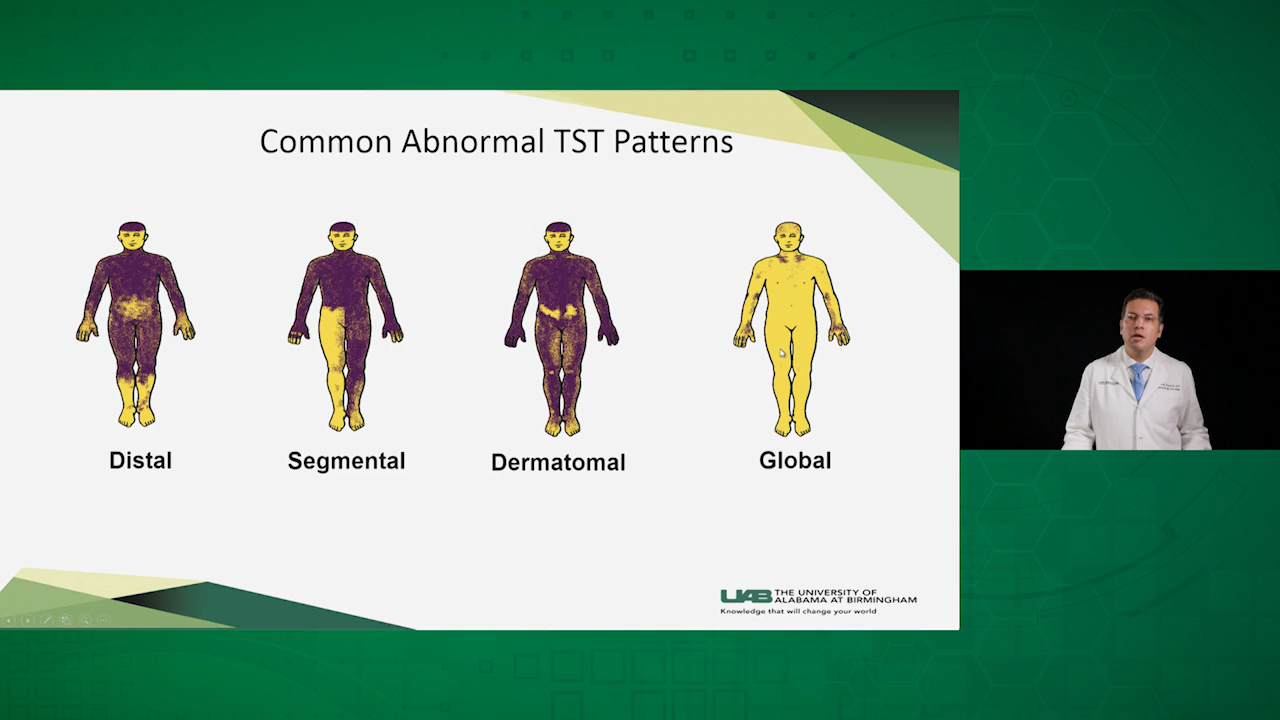 Common Abnormal TST Patterns
Distal
Segmental
Dermatomal
Global
UAB THE UNIVERSITY OF
ALABAMA AT BIRMINGHAM
Knowledge that will change your world